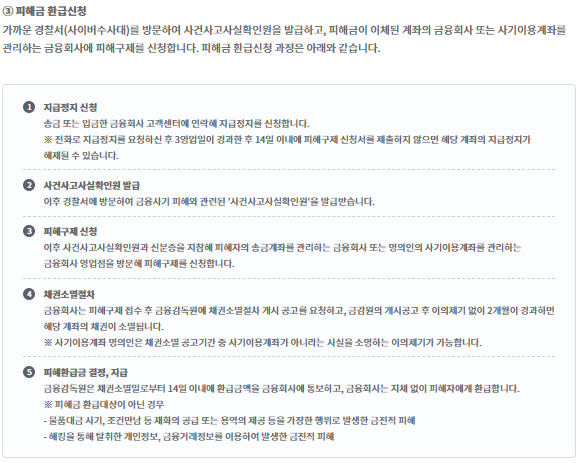 ③ 피해금 환급신청
가까운 경찰서(사이버수사대)를 방문하여 사건사고사실확인원을 발급하고, 피해금이 이체된 계좌의 금융회사 또는 사기이용계좌를
관리하는 금융회사에 피해구제를 신청합니다. 피해금 환급신청 과정은 아래와 같습니다.
1 지급정지 신청
송금 또는 입금한 금융회사 고객센터에 연락해 지급정지를 신청합니다.
※ 전화로 지급정지를 요청하신 후 3영업일이 경과한 후 14일 이내에 피해구제 신청서를 제출하지 않으면 해당 계좌의 지급정지가
해제될 수 있습니다.
2 사건사고사실확인원 발급
이후 경찰서에 방문하여 금융사기 피해와 관련된 '사건사고사실확인원'을 발급받습니다.
3 피해구제 신청
이후 사건사고사실확인원과 신분증을 지참해 피해자의 송금계좌를 관리하는 금융회사 또는 명의인의 사기이용계좌를 관리하는
금융회사 영업점을 방문해 피해구제를 신청합니다.
4 채권소멸절차
금융회사는 피해구제 접수 후 금융감독원에 채권소멸절차 개시 공고를 요청하고, 금감원의 개시공고 후 이의제기 없이 2개월이 경과하면
해당 계좌의 채권이 소멸됩니다.
※ 사기이용계좌 명의인은 채권소멸 공고기간 중 사기이용계좌가 아니라는 사실을 소명하는 이의제기가 가능합니다.
5 피해환급금 결정, 지급
금융감독원은 채권소멸일로부터 14일 이내에 환급금액을 금융회사에 통보하고, 금융회사는 지체 없이 피해자에게 환급합니다.
※ 피해금 환급대상이 아닌 경우
- 물품대금 사기, 조건만남 등 재화의 공급 또는 용역의 제공 등을 가장한 행위로 발생한 금전적 피해
- 해킹을 통해 탈취한 개인정보, 금융거래정보를 이용하여 발생한 금전적 피해